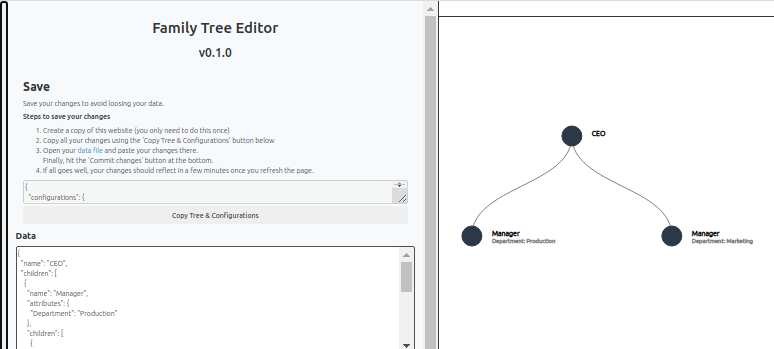 Family Tree Editor
v0.1.0
Save
Save your changes to avoid loosing your data.
Steps to save your changes
1. Create a copy of this website (you only need to do this once)
2. Copy all your changes using the `Copy Tree & Configurations` button below
3. Open your data file and paste your changes there.
Finally, hit the `Commit changes` button at the bottom.
4. If all goes well, your changes should reflect in a few minutes once you refresh the page.
{
"configurations": {
Copy Tree & Configurations
Data
{
"name": "CEO",
"children": [
{
"name": "Manager",
"attributes": {
"Department": "Production"
},
"children": [
{
CEO
Manager
Department: Production
Manager
Department: Marketing